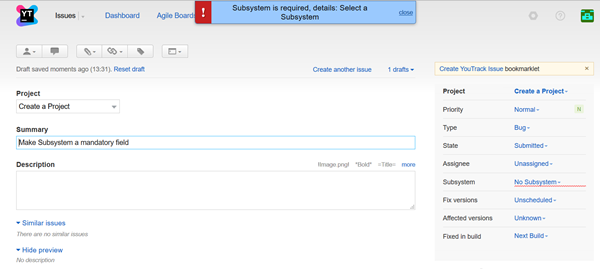 YT
Issues
Dashboard
Agile Boards
! Subsystem is required, details: Select a
Subsystem
close
Draft saved moments ago (13:31). Reset draft
Create another issue
1 drafts
Create YouTrack Issue bookmarklet ×
Project
Create a Project
Summary
Make Subsystem a mandatory field
Description
!Image.png! *Bold* =Title= more
Similar issues
There are no similar issues
Hide preview
No description
Project Create a Project
Priority Normal N
Type Bug
State Submitted
Assignee Unassigned
Subsystem No Subsystem
Fix versions Unscheduled
Affected versions Unknown
Fixed in build Next Build